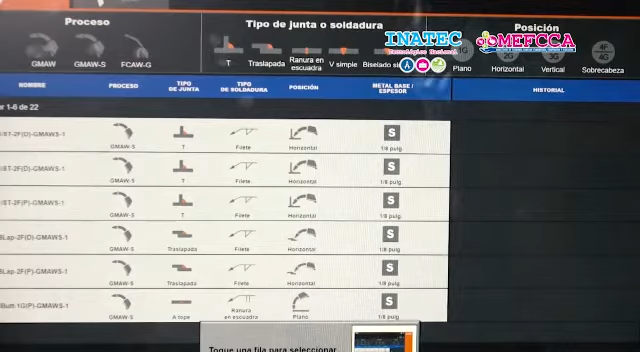 Proceso
Tipo de junta o soldadura
Posición
INATEC
Tecnológico Nacional
MEFCCA
GMAW
GMAW-S
FCAW-G
T
Traslapada
Ranura en
escuadra
V simple
Biselado
Plano
2G
Horizontal
3G
Vertical
4F
4G
Sobrecabeza
NOMBRE
PROCESO
TIPO
DE JUNTA
TIPO
DE SOLDADURA
POSICIÓN
METAL BASE /
ESPESOR
HISTORIAL
1-6 de 22
6T-2F(D)-GMAWS-1
GMAW-S
T
Filete
Horizontal
S
1/8 pulg.
6T-2F(D)-GMAWS-1
GMAW-S
T
Filete
Horizontal
S
1/8 pulg.
6T-2F(P)-GMAWS-1
GMAW-S
T
Filete
Horizontal
S
1/8 pulg.
Lap-2F(D)-GMAWS-1
GMAW-S
Traslapada
Filete
Horizontal
S
1/8 pulg.
Lap-2F(P)-GMAWS-1
GMAW-S
Traslapada
Filete
Horizontal
S
1/8 pulg.
Butt 1G(P)-GMAWS-1
GMAW-S
A tope
Ranura
en escuadra
Plano
S
1/8 pulg.
Toque una fila para seleccionar